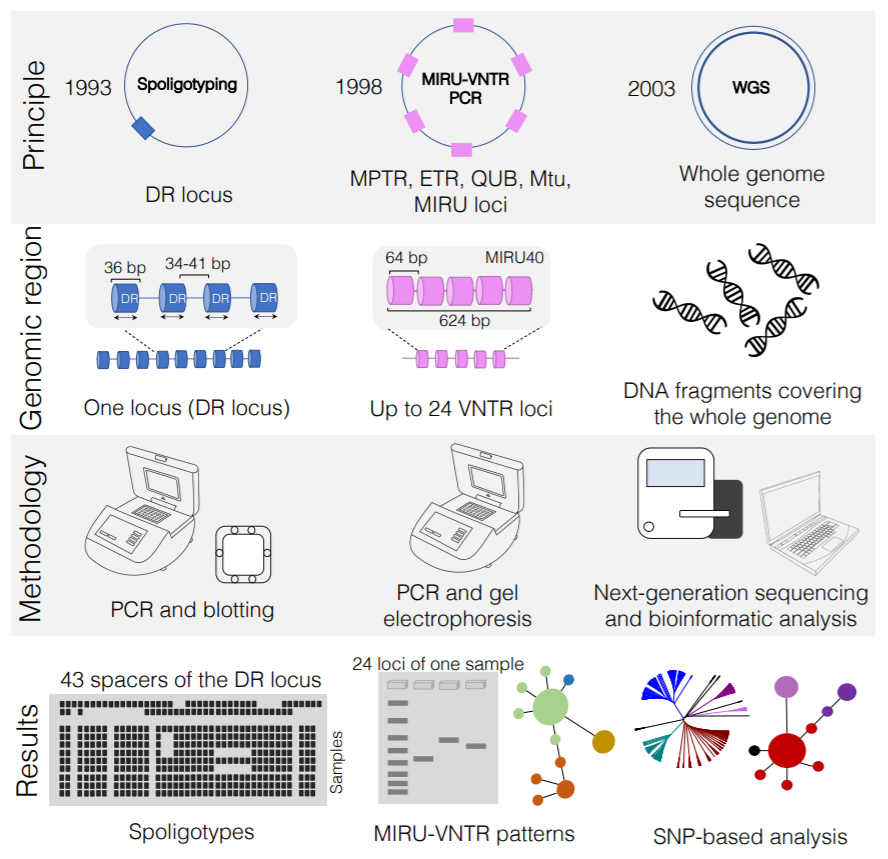 Principle
1993
Spoligotyping
DR locus
1998
MIRU-VNTR
PCR
MPTR, ETR, QUB, Mtu,
MIRU loci
2003
WGS
Whole genome
sequence
Genomic region
36 bp
34-41 bp
DR
DR
DR
DR
One locus (DR locus)
64 bp
MIRU40
624 bp
Up to 24 VNTR loci
DNA fragments covering
the whole genome
Methodology
PCR and blotting
PCR and gel
electrophoresis
Next-generation sequencing
and bioinformatic analysis
Results
43 spacers of the DR locus
Samples
Spoligotypes
24 loci of one sample
MIRU-VNTR patterns
SNP-based analysis